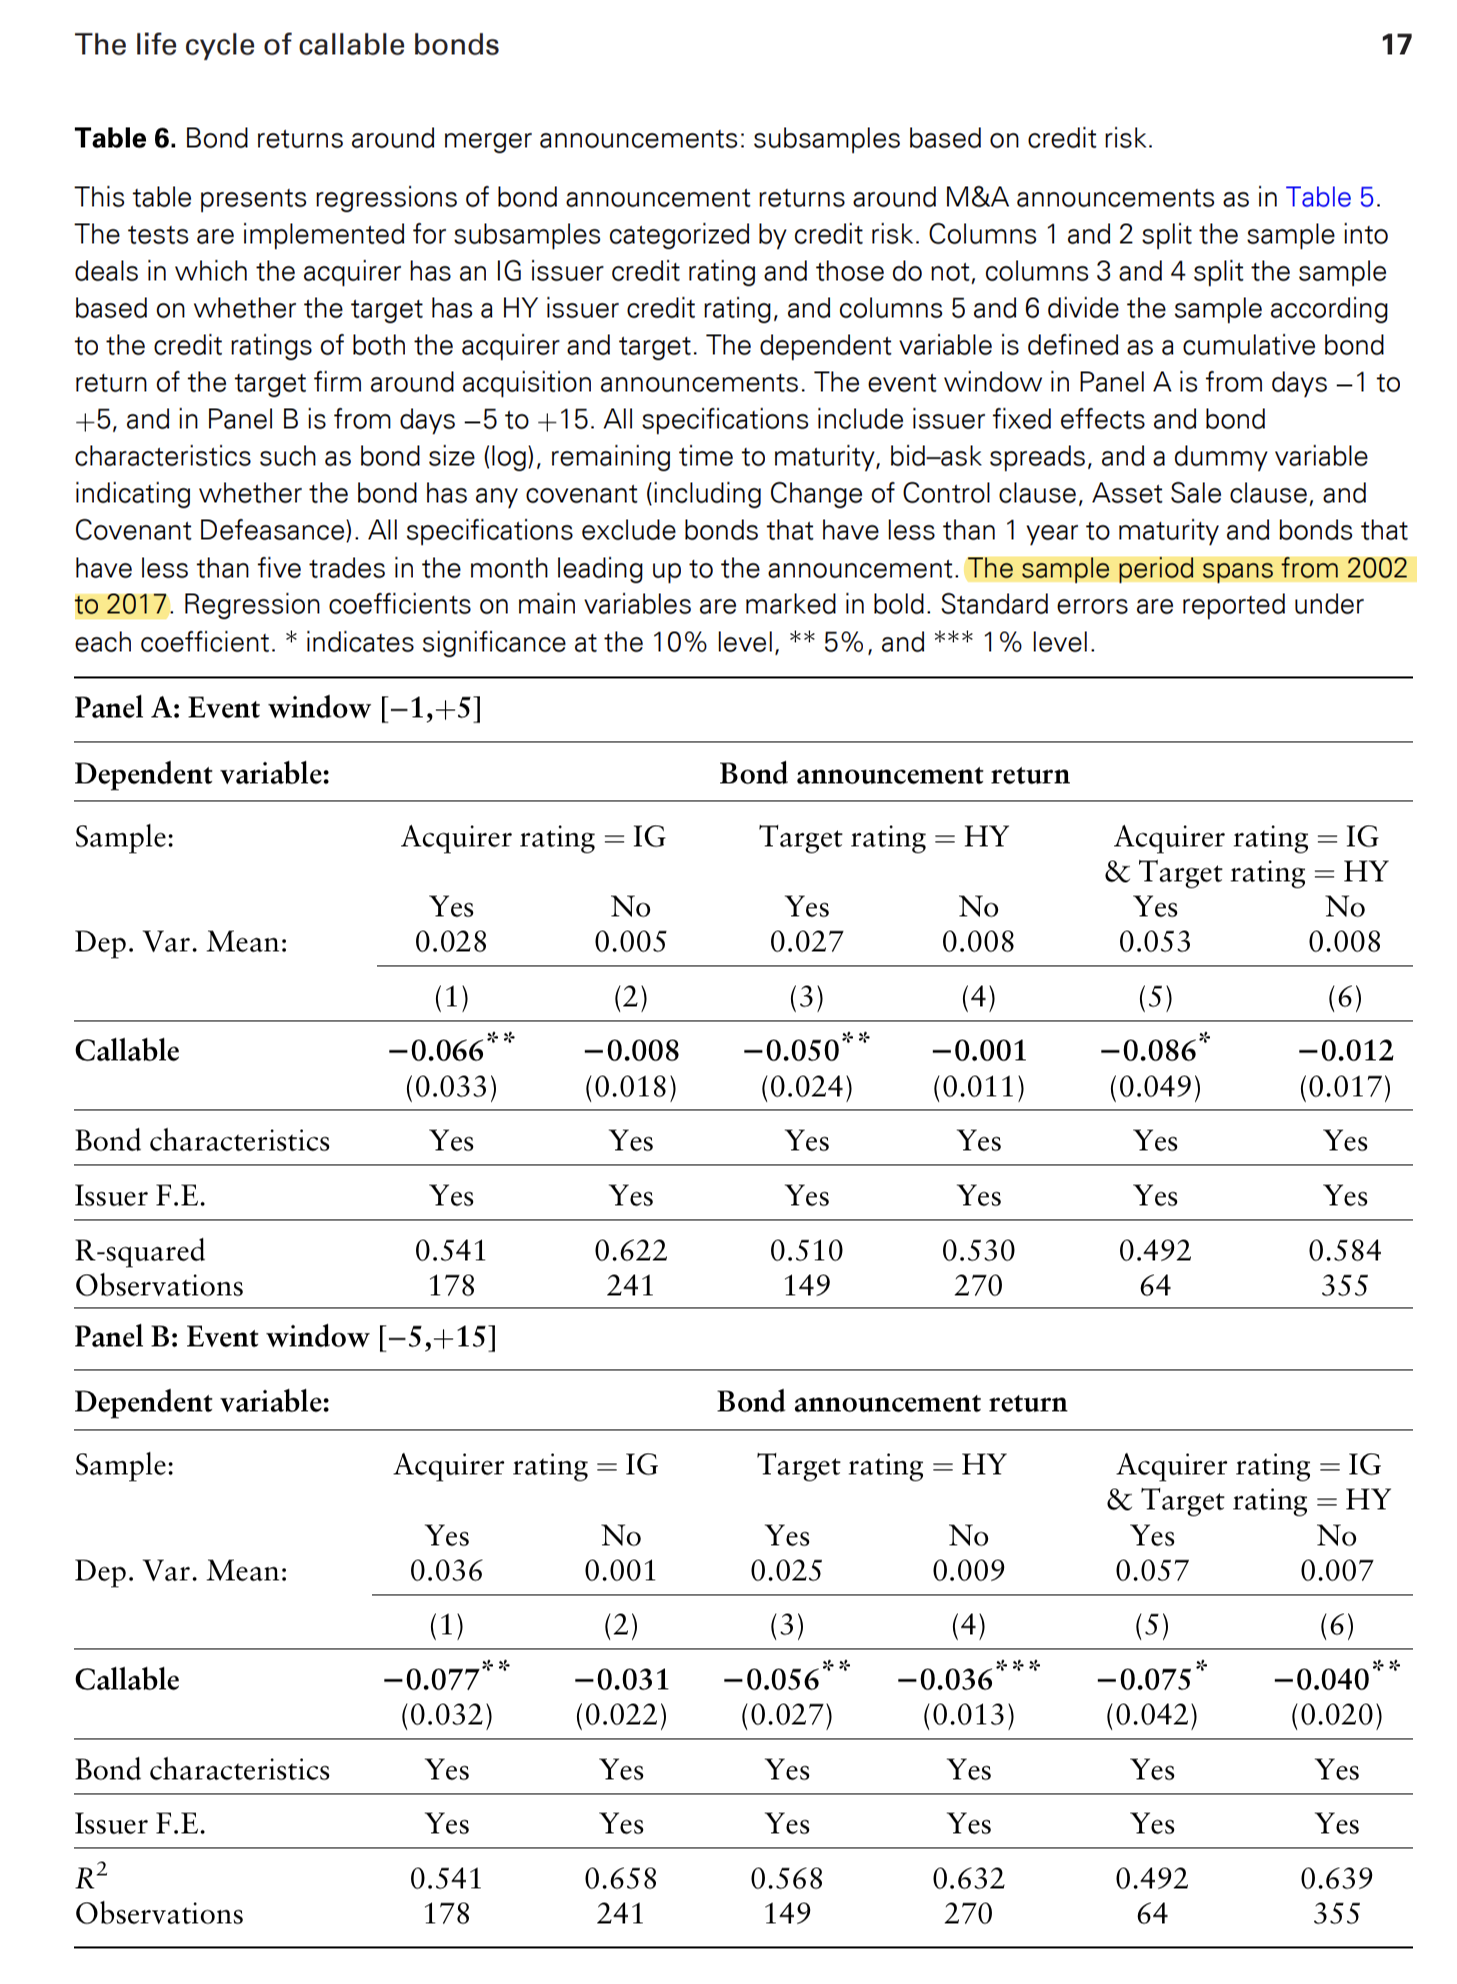 The life cycle of callable bonds 17
Table 6. Bond returns around merger announcements: subsamples based on credit risk.
This table presents regressions of bond announcement returns around M&A announcements as in Table 5.
The tests are implemented for subsamples categorized by credit risk. Columns 1 and 2 split the sample into
deals in which the acquirer has an IG issuer credit rating and those do not, columns 3 and 4 split the sample
based on whether the target has a HY issuer credit rating, and columns 5 and 6 divide the sample according
to the credit ratings of both the acquirer and target. The dependent variable is defined as a cumulative bond
return of the target firm around acquisition announcements. The event window in Panel A is from days −1 to
+5, and in Panel B is from days −5 to +15. All specifications include issuer fixed effects and bond
characteristics such as bond size (log), remaining time to maturity, bid–ask spreads, and a dummy variable
indicating whether the bond has any covenant (including Change of Control clause, Asset Sale clause, and
Covenant Defeasance). All specifications exclude bonds that have less than 1 year to maturity and bonds that
have less than five trades in the month leading up to the announcement. The sample period spans from 2002
to 2017. Regression coefficients on main variables are marked in bold. Standard errors are reported under
each coefficient. * indicates significance at the 10% level, ** 5%, and *** 1% level.
Panel A: Event window [−1,+5]
Dependent variable: Bond announcement return
Sample: Acquirer rating = IG Target rating = HY Acquirer rating = IG
& Target rating = HY
Yes No Yes No Yes No
Dep. Var. Mean: 0.028 0.005 0.027 0.008 0.053 0.008
(1) (2) (3) (4) (5) (6)
Callable −0.066** −0.008 −0.050** −0.001 −0.086* −0.012
(0.033) (0.018) (0.024) (0.011) (0.049) (0.017)
Bond characteristics Yes Yes Yes Yes Yes Yes
Issuer F.E. Yes Yes Yes Yes Yes Yes
R-squared 0.541 0.622 0.510 0.530 0.492 0.584
Observations 178 241 149 270 64 355
Panel B: Event window [−5,+15]
Dependent variable: Bond announcement return
Sample: Acquirer rating = IG Target rating = HY Acquirer rating = IG
& Target rating = HY
Yes No Yes No Yes No
Dep. Var. Mean: 0.036 0.001 0.025 0.009 0.057 0.007
(1) (2) (3) (4) (5) (6)
Callable −0.077** −0.031 −0.056** −0.036*** −0.075* −0.040**
(0.032) (0.022) (0.027) (0.013) (0.042) (0.020)
Bond characteristics Yes Yes Yes Yes Yes Yes
Issuer F.E. Yes Yes Yes Yes Yes Yes
R² 0.541 0.658 0.568 0.632 0.492 0.639
Observations 178 241 149 270 64 355